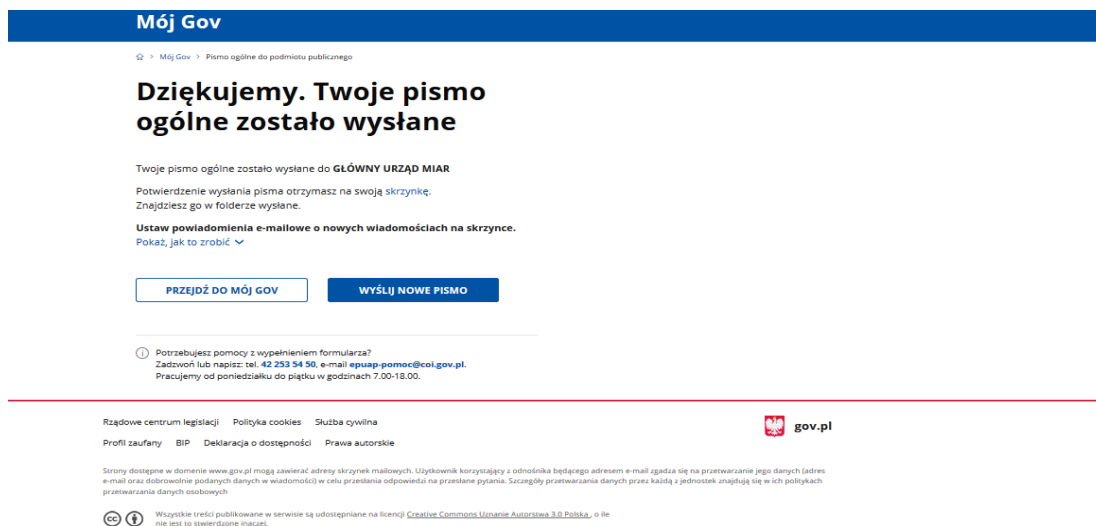 Mój Gov
Mój Gov > Pismo ogólne do podmiotu publicznego
Dziękujemy. Twoje pismo
ogólne zostało wysłane
Twoje pismo ogólne zostało wysłane do GŁÓWNY URZĄD MIAR
Potwierdzenie wysłania pisma otrzymasz na swoją skrzynkę.
Znajdziesz go w folderze wysłane.
Ustaw powiadomienia e-mailowe o nowych wiadomościach na skrzynce.
Pokaż, jak to zrobić
PRZEJDŹ DO MÓJ GOV WYŚLIJ NOWE PISMO
Potrzebujesz pomocy z wypełnieniem formularza?
Zadzwoń lub napisz: tel. 42 253 54 50, e-mail epuap-pomoc@coi.gov.pl.
Pracujemy od poniedziałku do piątku w godzinach 7.00-18.00.
Rządowe centrum legislacji Polityka cookies Służba cywilna
gov.pl
Profil zaufany BIP Deklaracja o dostępności Prawa autorskie
Strony dostępne w domenie www.gov.pl mogą zawierać adresy skrzynek mailowych. Użytkownik korzystający z odnośnika będącego adresem e-mail zgadza się na przetwarzanie jego danych (adres
e-mail oraz dobrowolnie podanych danych w wiadomości) w celu przesłania odpowiedzi na przesłane pytania. Szczegóły przetwarzania danych przez każdą z jednostek znajdują się w ich politykach
przetwarzania danych osobowych
Wszystkie treści publikowane w serwisie są udostępniane na licencji Creative Commons Uznanie Autorstwa 3.0 Polska , o ile
nie jest to stwierdzone inaczej.